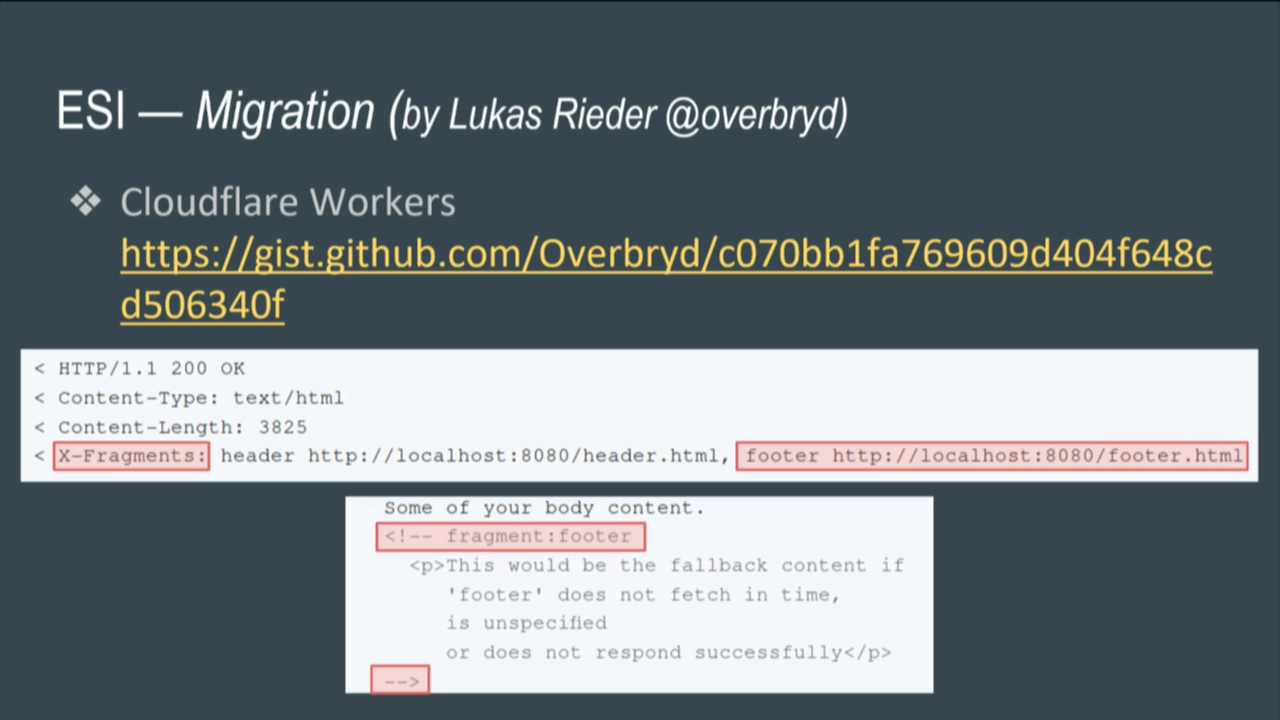 ESI — Migration (by Lukas Rieder @overbryd)
❖ Cloudflare Workers
https://gist.github.com/Overbryd/c070bb1fa769609d404f648c
d506340f
< HTTP/1.1 200 OK
< Content-Type: text/html
< Content-Length: 3825
< X-Fragments: header http://localhost:8080/header.html, footer http://localhost:8080/footer.html
Some of your body content.
<!-- fragment:footer
<p>This would be the fallback content if
'footer' does not fetch in time,
is unspecified
or does not respond successfully</p>
-->